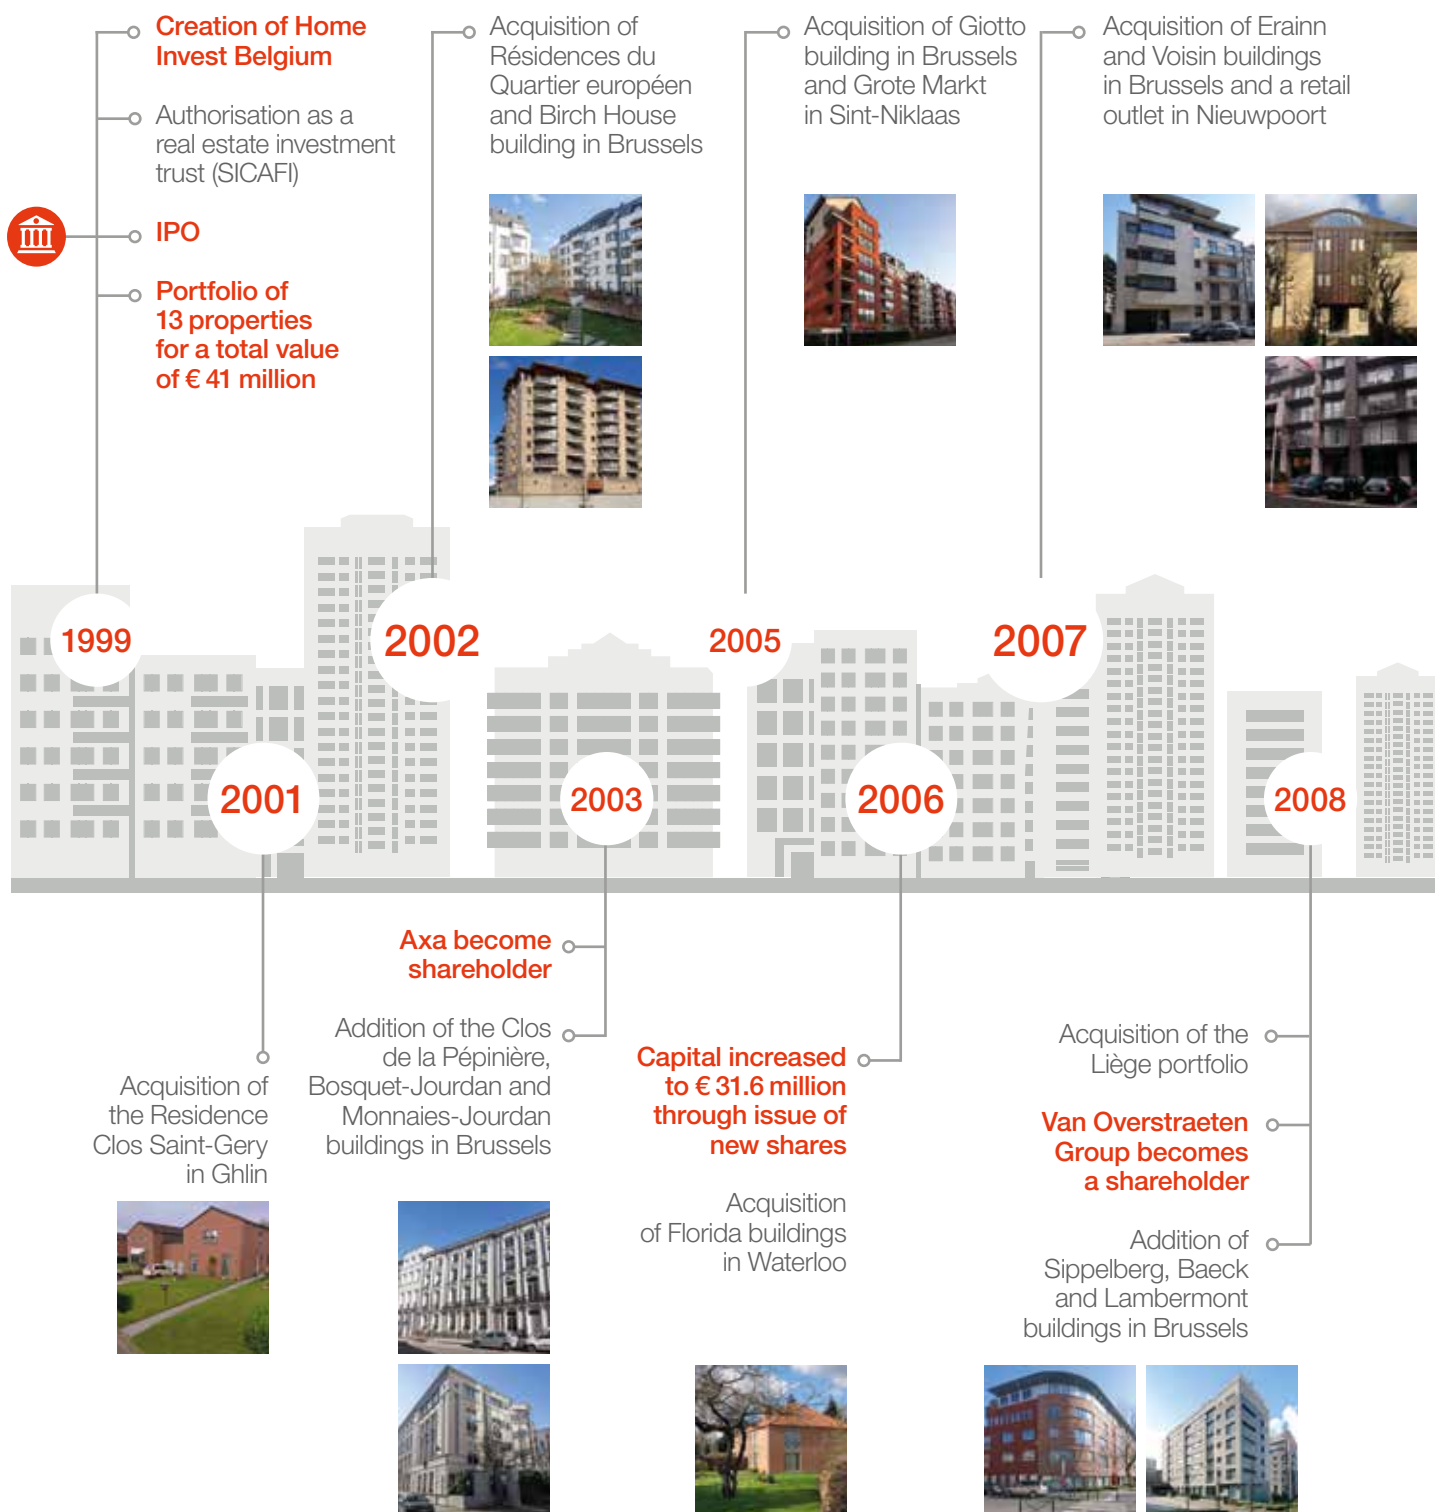 Creation of Home
Invest Belgium
Authorisation as a
real estate investment
trust (SICAFI)
IPO
Portfolio of
13 properties
for a total value
of € 41 million
Acquisition of
Résidences du
Quartier européen
and Birch House
building in Brussels
Acquisition of Giotto
building in Brussels
and Grote Markt
in Sint-Niklaas
Acquisition of Erainn
and Voisin buildings
in Brussels and a retail
outlet in Nieuwpoort
1999
2002
2005
2007
2001
2003
2006
2008
Acquisition of
the Residence
Clos Saint-Gery
in Ghlin
Axa become
shareholder
Addition of the Clos
de la Pépinière,
Bosquet-Jourdan and
Monnaies-Jourdan
buildings in Brussels
Capital increased
to € 31.6 million
through issue of
new shares
Acquisition
of Florida buildings
in Waterloo
Acquisition of the
Liège portfolio
Van Overstraeten
Group becomes
a shareholder
Addition of
Sippelberg, Baeck
and Lambermont
buildings in Brussels